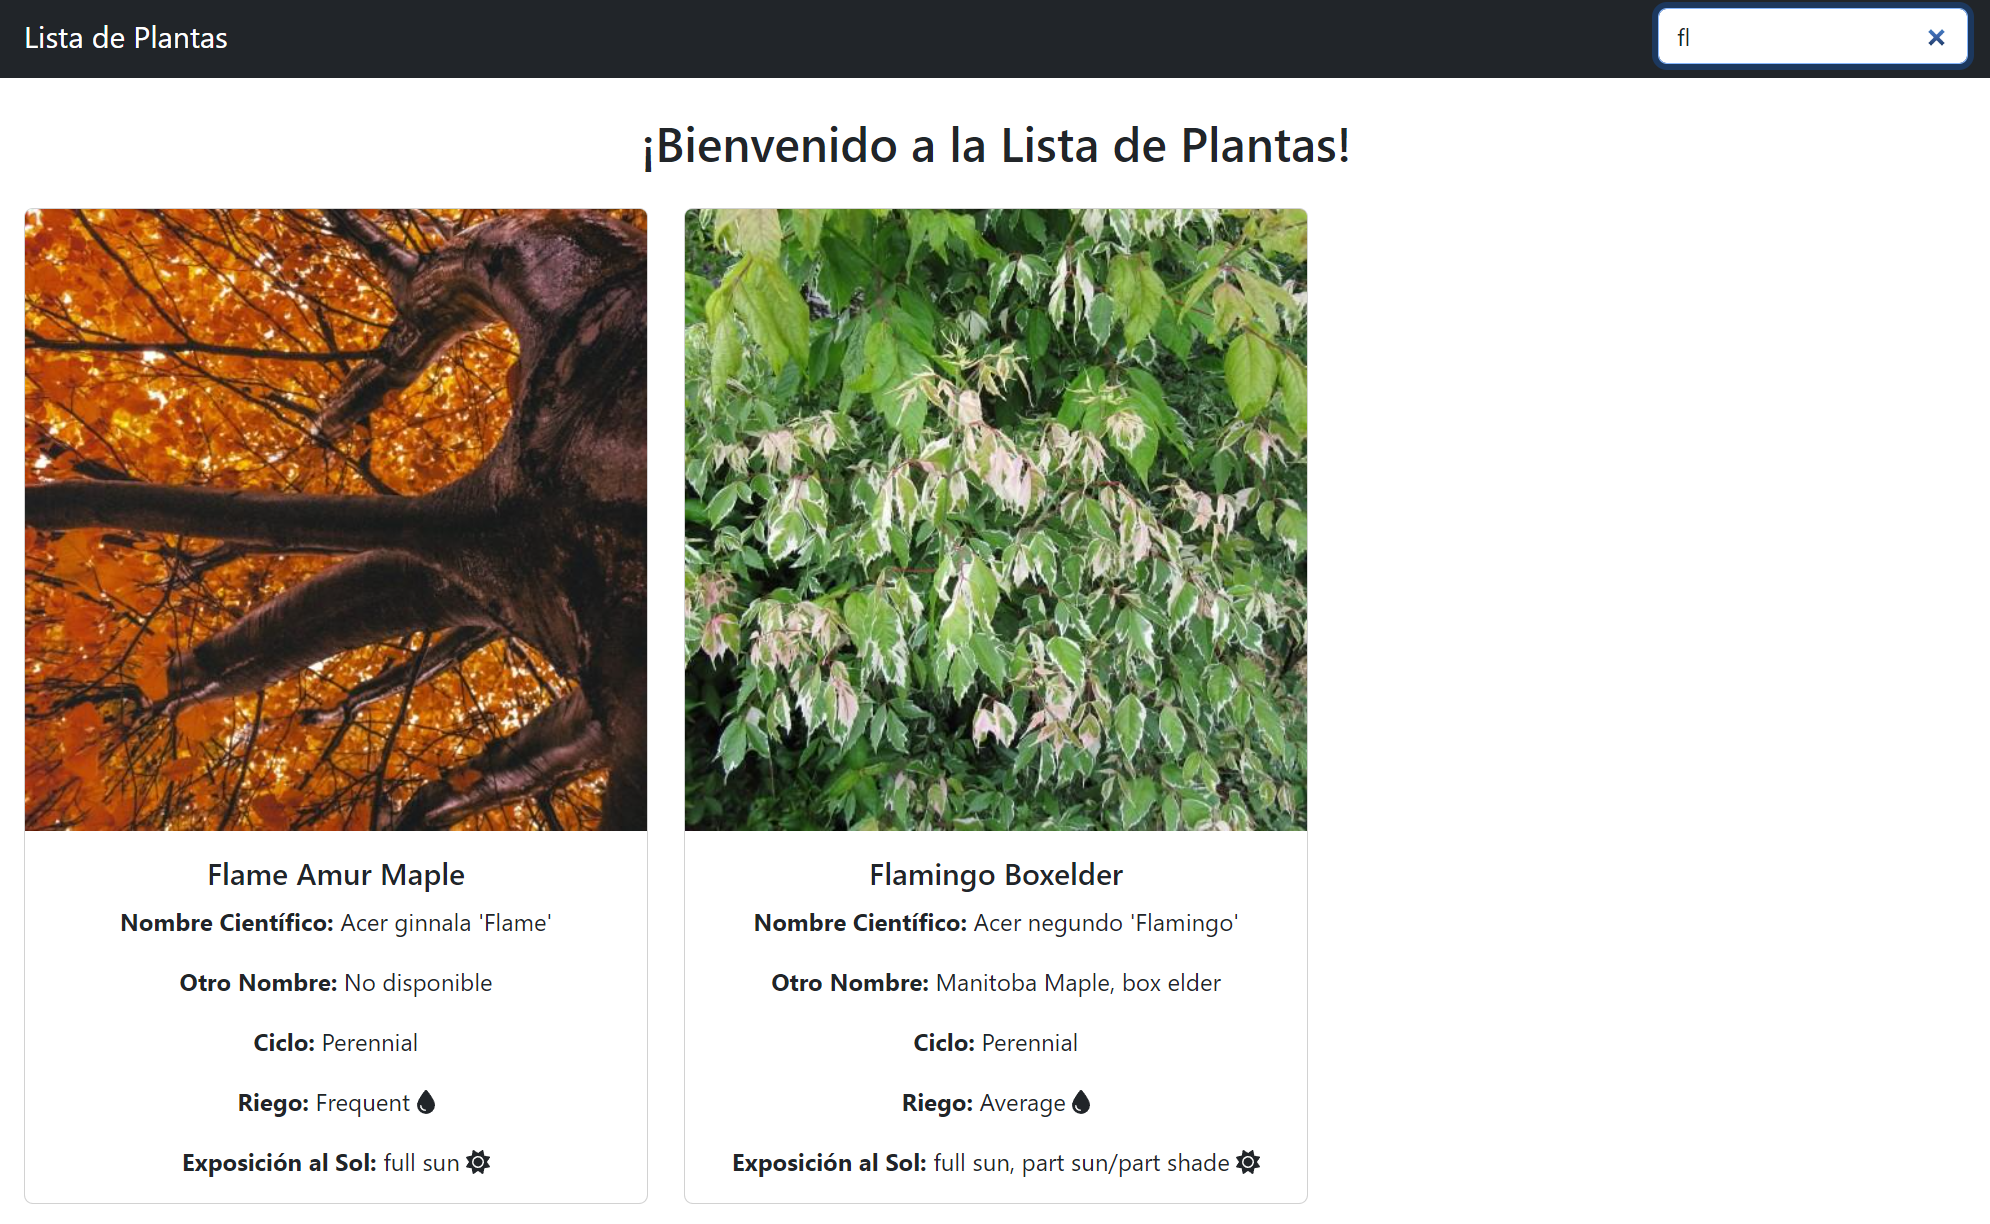 Lista de Plantas
fl
¡Bienvenido a la Lista de Plantas!
Flame Amur Maple
Nombre Científico: Acer ginnala 'Flame'
Otro Nombre: No disponible
Ciclo: Perennial
Riego: Frequent
Exposición al Sol: full sun
Flamingo Boxelder
Nombre Científico: Acer negundo 'Flamingo'
Otro Nombre: Manitoba Maple, box elder
Ciclo: Perennial
Riego: Average
Exposición al Sol: full sun, part sun/part shade